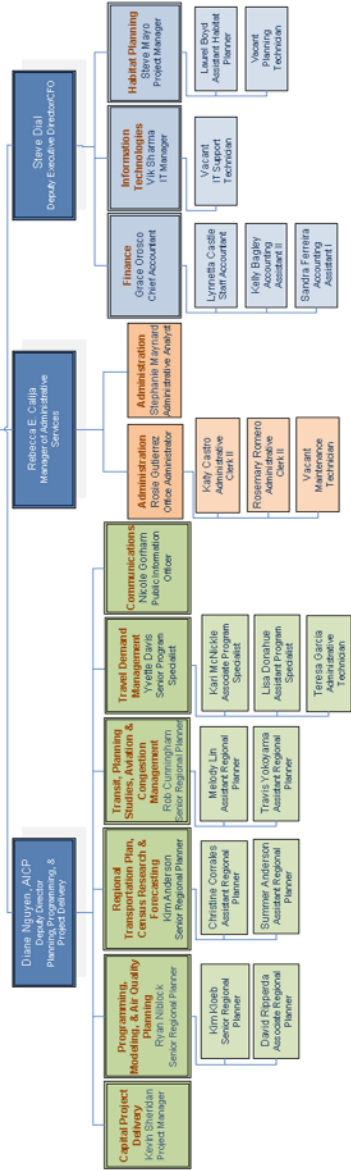 Diane Nguyen, AICP
Deputy Director
Planning, Programming, &
Project Delivery
Rebecca E. Calija
Manager of Administrative
Services
Steve Dial
Deputy Executive Director/CFO
Capital Project
Delivery
Kevin Sheridan
Project Manager
Programming,
Modeling, & Air Quality
Planning
Ryan Niblock
Senior Regional Planner
Kim Kloeb
Senior Regional
Planner
David Ripperda
Associate Regional
Planner
Regional
Transportation Plan,
Census Research &
Forecasting
Kim Anderson
Senior Regional Planner
Christine Corrales
Assistant Regional
Planner
Summer Anderson
Assistant Regional
Planner
Transit, Planning
Studies, Aviation &
Congestion
Management
Rob Cunningham
Senior Regional Planner
Melody Lin
Assistant Regional
Planner
Travis Yokoyama
Assistant Regional
Planner
Travel Demand
Management
Yvette Davis
Senior Program
Specialist
Kari McNickle
Associate Program
Specialist
Lisa Donahue
Assistant Program
Specialist
Teresa Garcia
Administrative
Technician
Communications
Nicole Gorham
Public Information
Officer
Administration
Rosie Gutierrez
Office Administrator
Katy Castro
Administrative
Clerk II
Rosemary Romero
Administrative
Clerk II
Vacant
Maintenance
Technician
Administration
Stephanie Maynard
Administrative Analyst
Finance
Grace Orosco
Chief Accountant
Lynnetta Castle
Staff Accountant
Kelly Bagley
Accounting
Assistant II
Sandra Ferreira
Accounting
Assistant I
Information
Technologies
Vik Sharma
IT Manager
Vacant
IT Support
Technician
Habitat Planning
Steve Mayo
Project Manager
Laurel Boyd
Assistant Habitat
Planner
Vacant
Planning
Technician